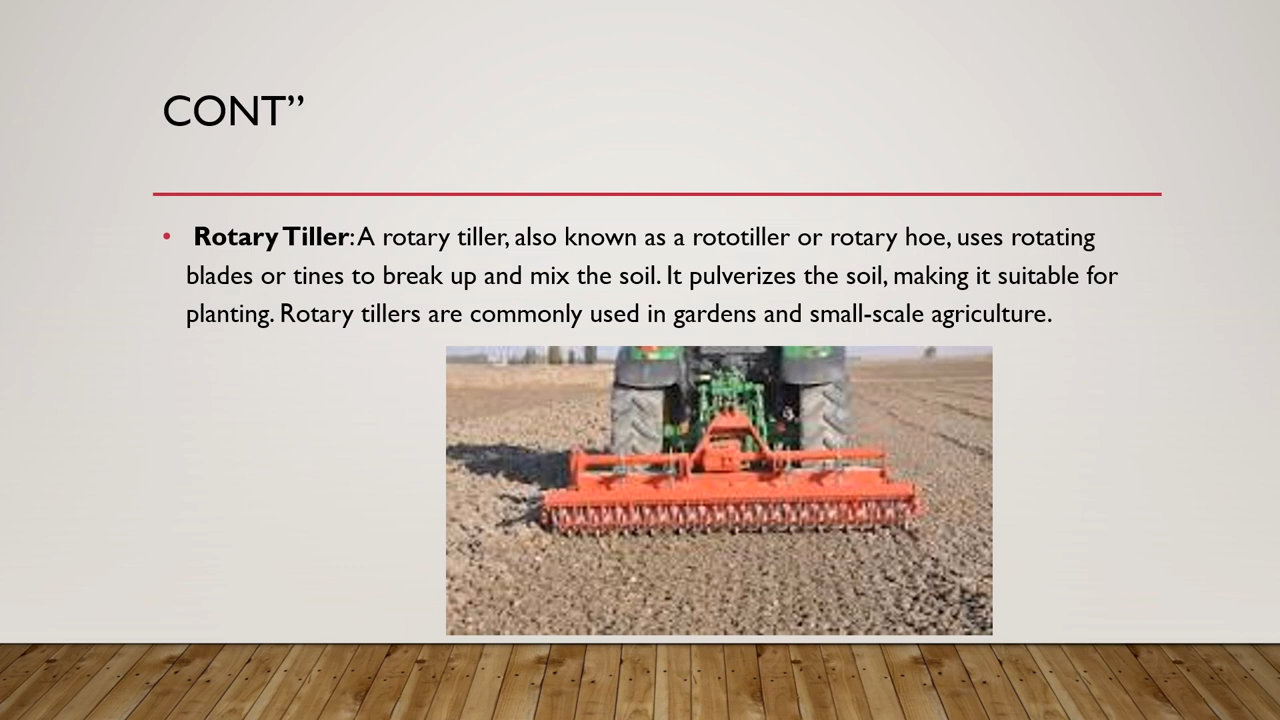 CONT”
• Rotary Tiller: A rotary tiller, also known as a rototiller or rotary hoe, uses rotating
blades or tines to break up and mix the soil. It pulverizes the soil, making it suitable for
planting. Rotary tillers are commonly used in gardens and small-scale agriculture.